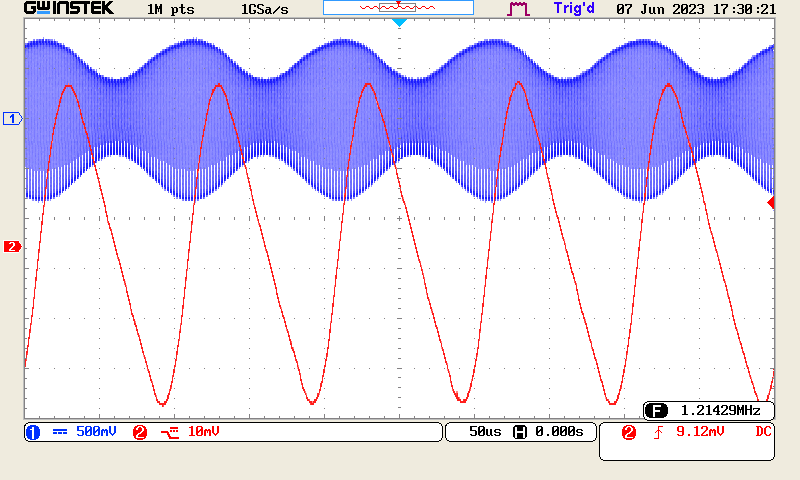 GWINSTEK 1M pts 1GSa/s Trig'd 07 Jun 2023 17:30:21
1
2
F 1.21429MHz
1 500mV 2 10mV 50us H 0.000s 2 9.12mV DC